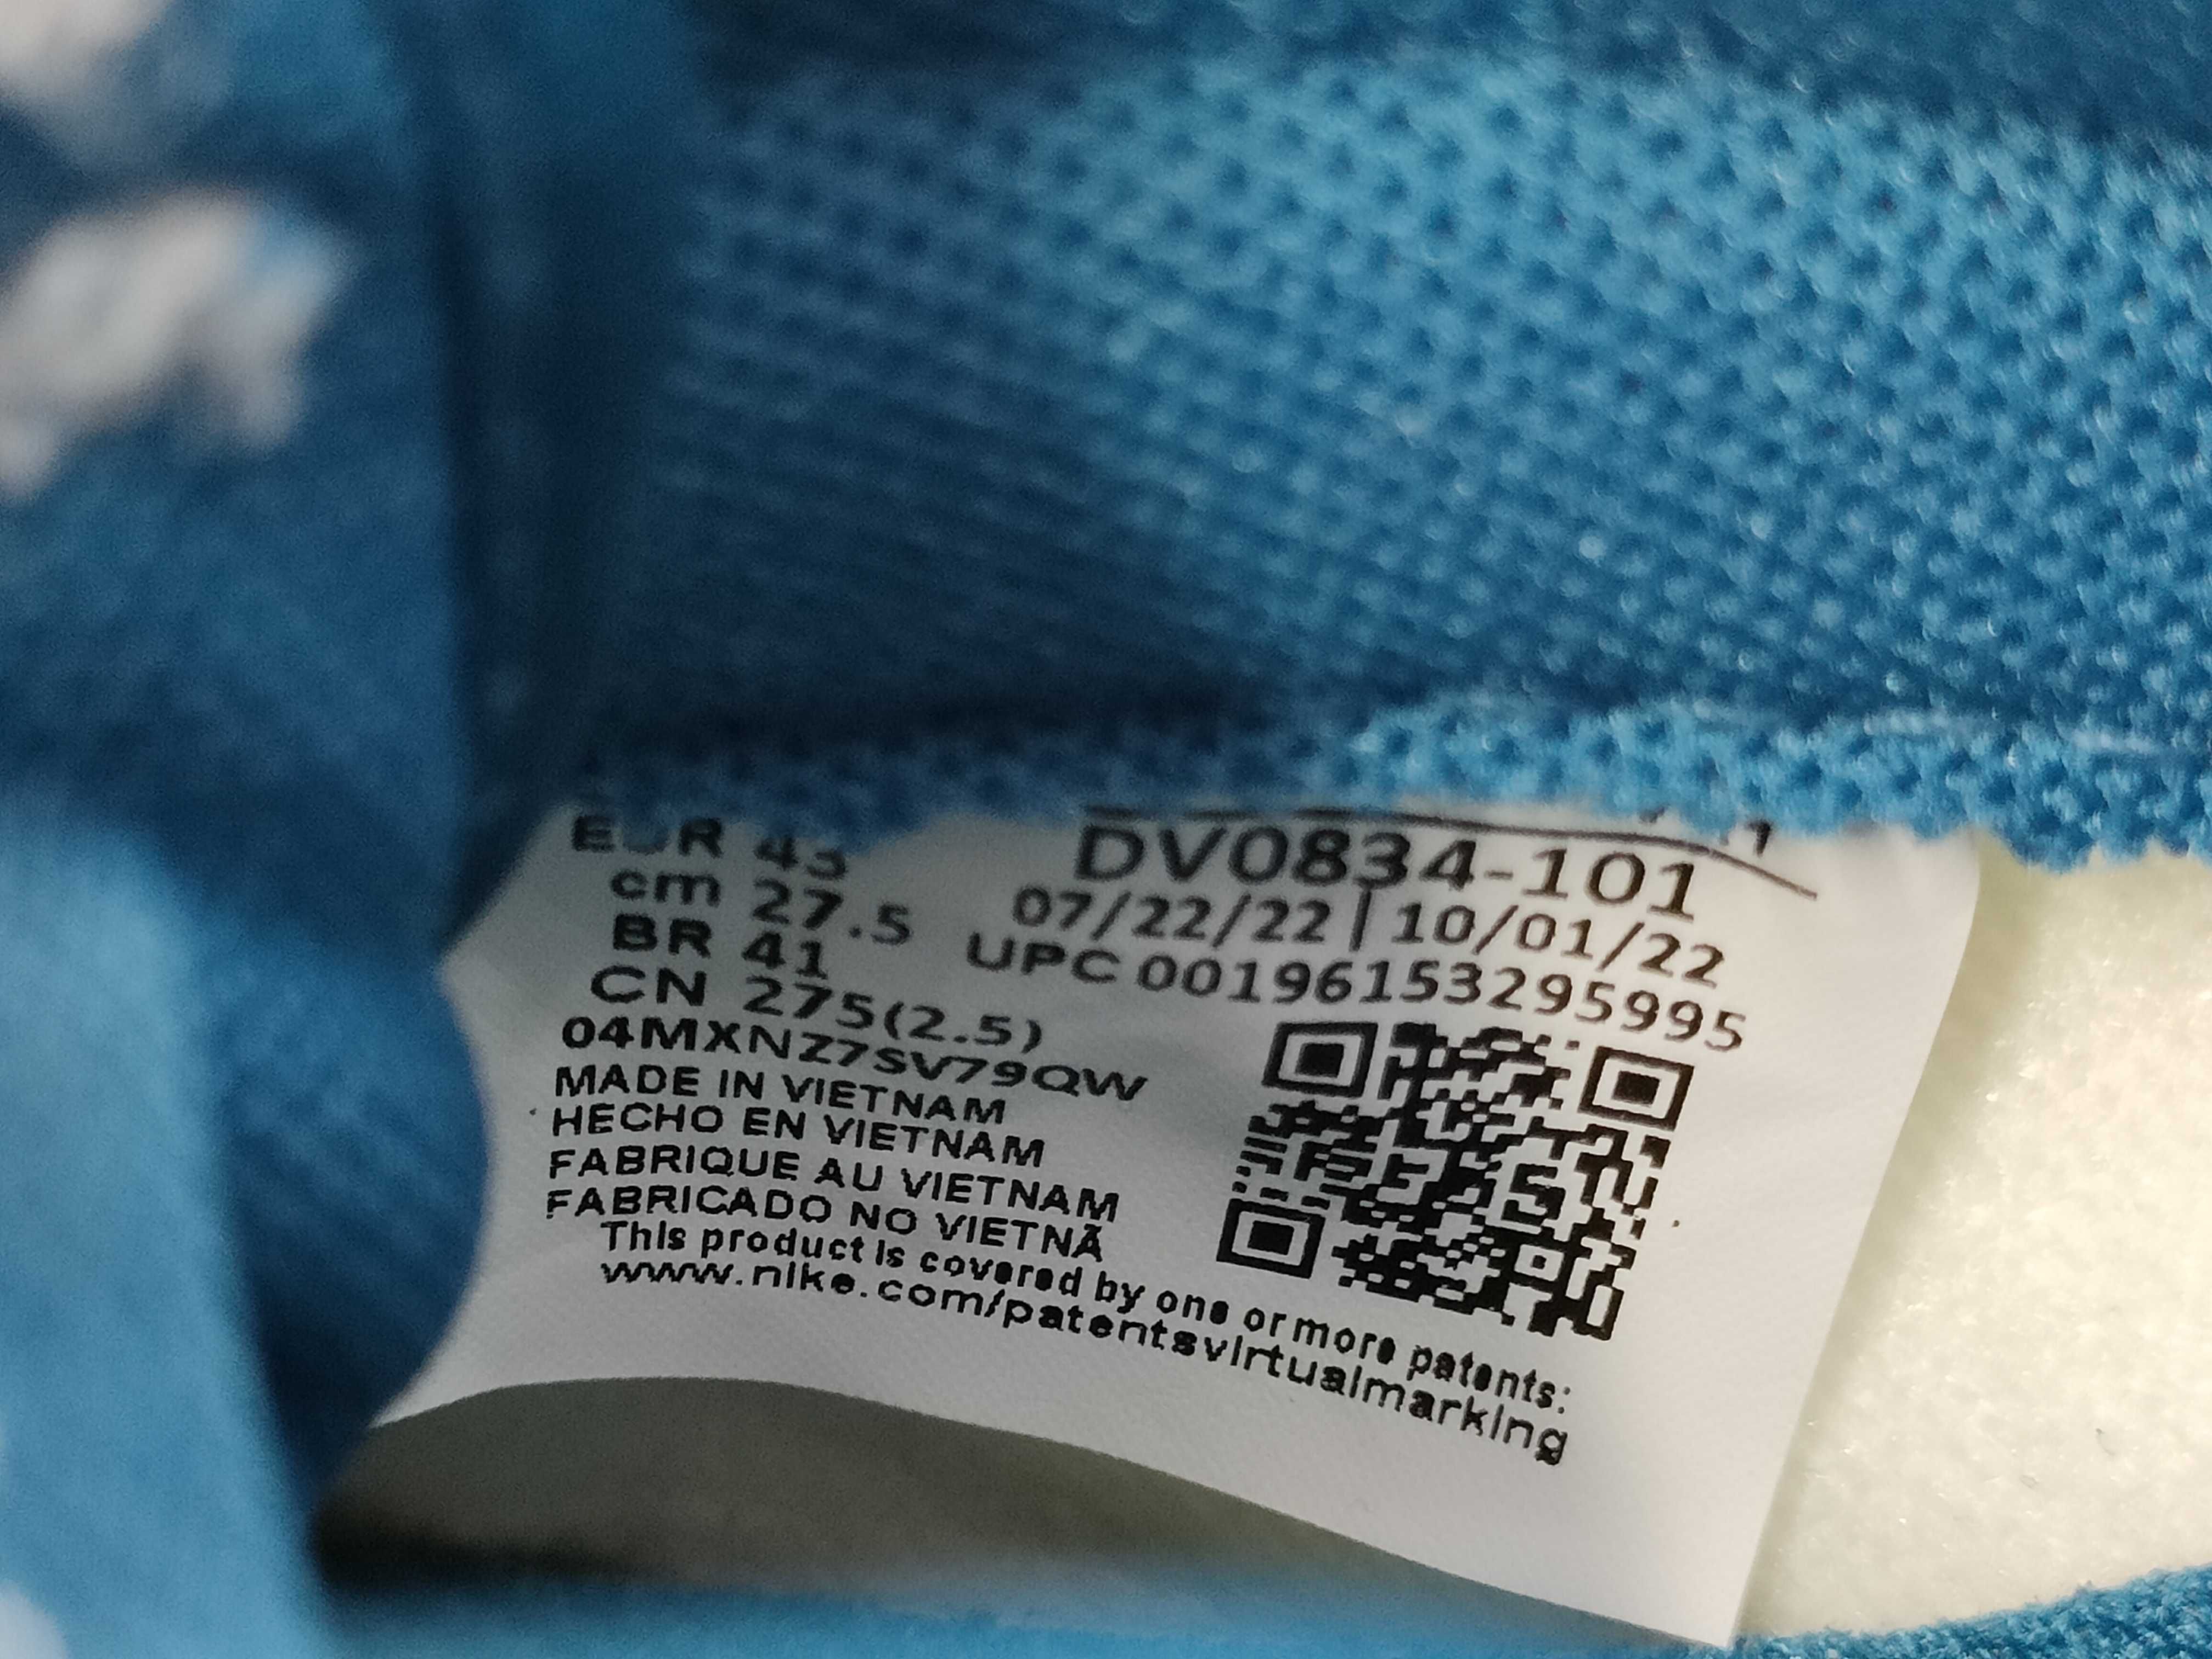 EUR 43
cm 27.5
BR 41
CN 275(2.5)
04MXNZ7SV79QW
MADE IN VIETNAM
HECHO EN VIETNAM
FABRIQUE AU VIETNAM
FABRICADO NO VIETNÃ
DV0834-101
07/22/22 | 10/01/22
UPC 00196153295995
This product is covered by one or more patents:
www.nike.com/patentsvirtualmarking